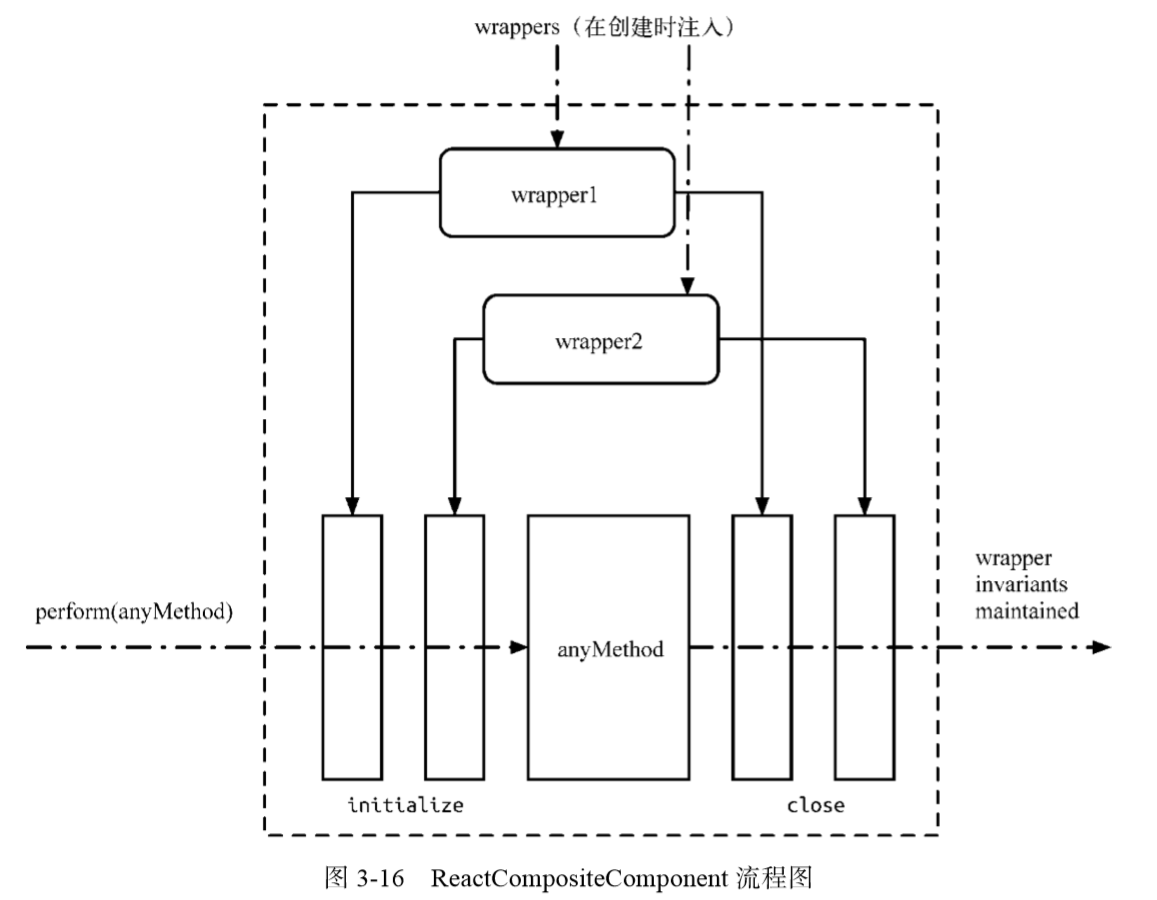 wrappers（在创建时注入）
wrapper1
wrapper2
perform(anyMethod)
anyMethod
wrapper
invariants
maintained
initialize
close
图 3-16 ReactCompositeComponent 流程图